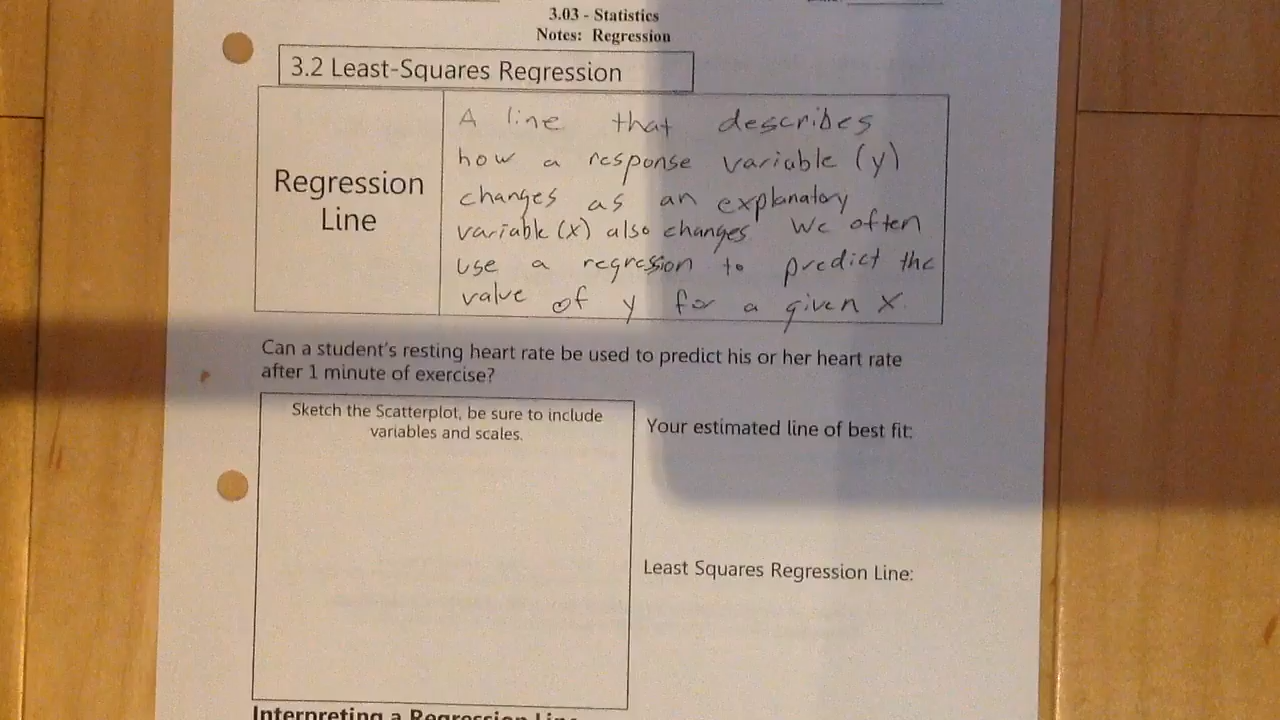 3.03 - Statistics
Notes: Regression
3.2 Least-Squares Regression
Regression
Line
A line that describes
how a response variable (y)
changes as an explanatory
variable (x) also changes We often
use a regression to predict the
value of y for a given x.
Can a student's resting heart rate be used to predict his or her heart rate
after 1 minute of exercise?
Sketch the Scatterplot, be sure to include
variables and scales.
Your estimated line of best fit:
Least Squares Regression Line:
Interpreting a Regression Line